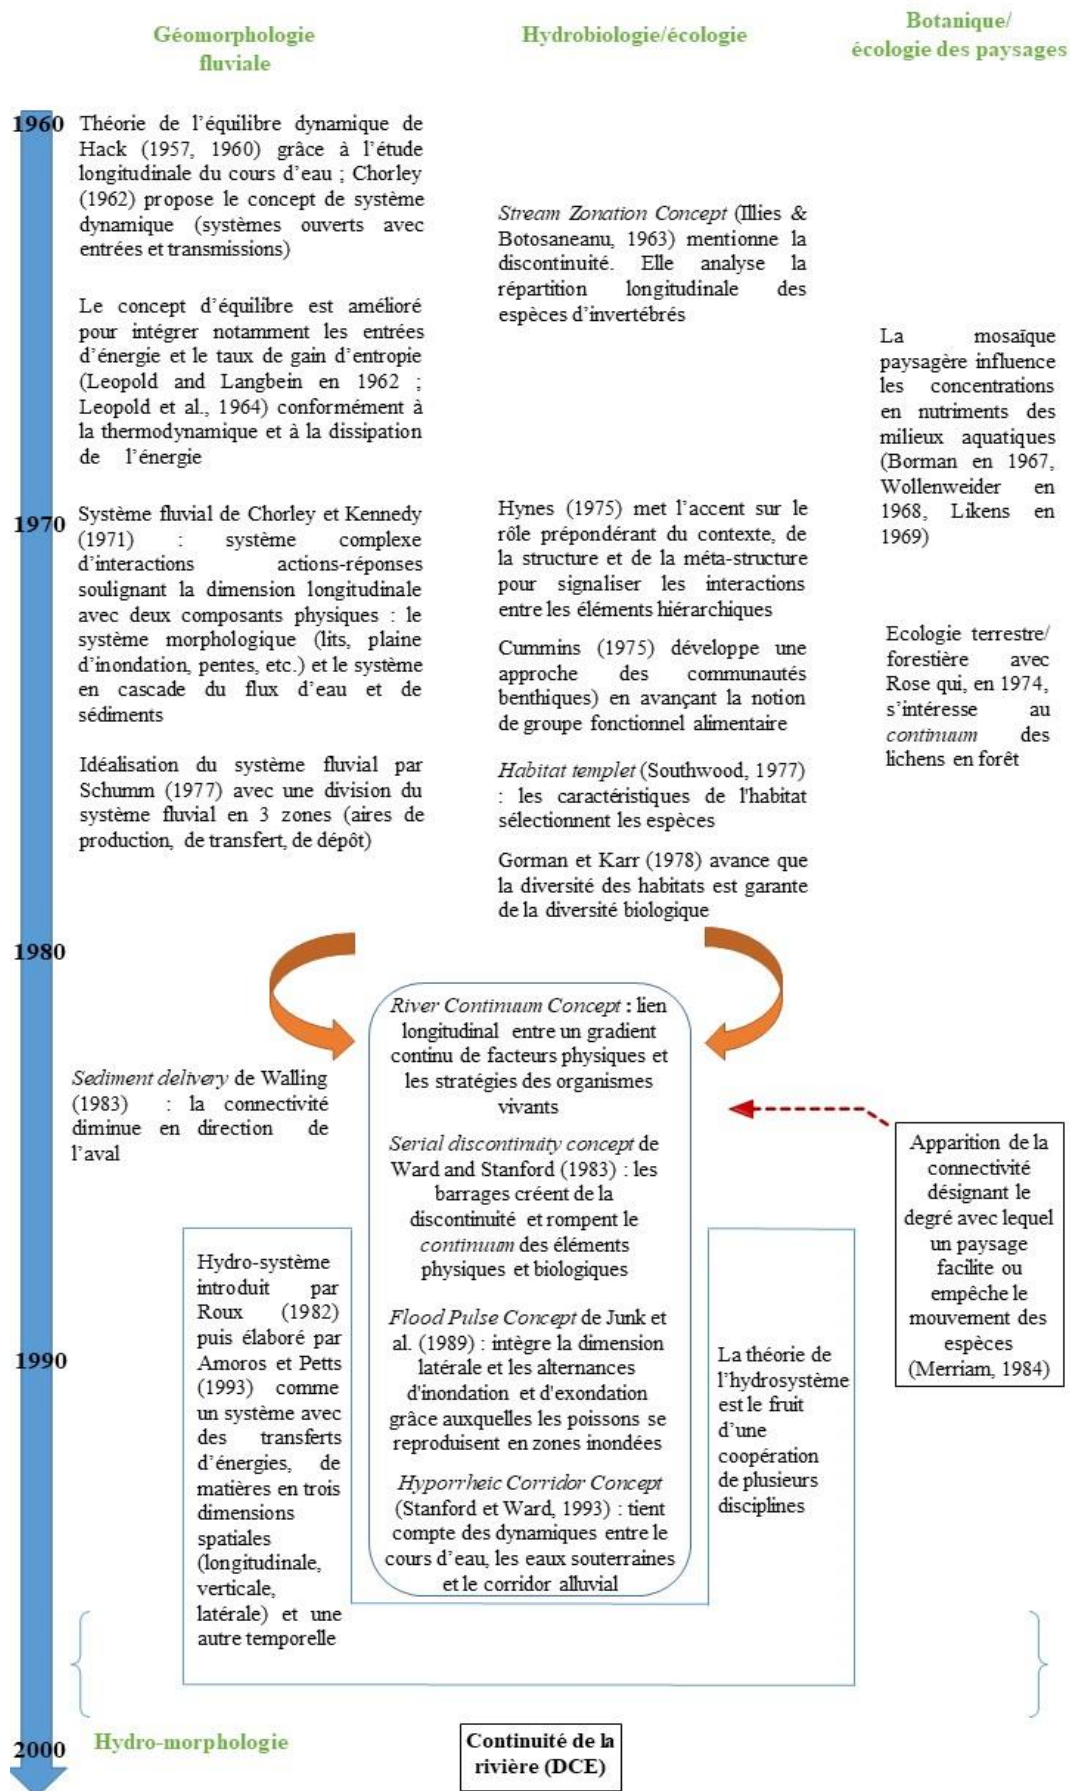 Géomorphologie
fluviale
Hydrobiologie/écologie
Botanique/
écologie des paysages
1960
Théorie de l'équilibre dynamique de
Hack (1957, 1960) grâce à l'étude
longitudinale du cours d'eau ; Chorley
(1962) propose le concept de système
dynamique (systèmes ouverts avec
entrées et transmissions)
Le concept d'équilibre est amélioré
pour intégrer notamment les entrées
d'énergie et le taux de gain d'entropie
(Leopold and Langbein en 1962 ;
Leopold et al., 1964) conformément à
la thermodynamique et à la dissipation
de l'énergie
Stream Zonation Concept (Illies &
Botosaneanu, 1963) mentionne la
discontinuité. Elle analyse la
répartition longitudinale des
espèces d'invertébrés
La mosaïque
paysagère influence
les concentrations
en nutriments des
milieux aquatiques
(Borman en 1967,
Wollenweider en
1968, Likens en
1969)
1970
Système fluvial de Chorley et Kennedy
(1971) : système complexe
d'interactions actions-réponses
soulignant la dimension longitudinale
avec deux composants physiques : le
système morphologique (lits, plaine
d'inondation, pentes, etc.) et le système
en cascade du flux d'eau et de
sédiments
Idéalisation du système fluvial par
Schumm (1977) avec une division du
système fluvial en 3 zones (aires de
production, de transfert, de dépôt)
Hynes (1975) met l'accent sur le
rôle prépondérant du contexte, de
la structure et de la méta-structure
pour signaliser les interactions
entre les éléments hiérarchiques
Cummins (1975) développe une
approche des communautés
benthiques) en avançant la notion
de groupe fonctionnel alimentaire
Habitat templet (Southwood, 1977)
: les caractéristiques de l'habitat
sélectionnent les espèces
Gorman et Karr (1978) avance que
la diversité des habitats est garante
de la diversité biologique
Ecologie terrestre/
forestière avec
Rose qui, en 1974,
s'intéresse au
continuum des
lichens en forêt
1980
River Continuum Concept : lien
longitudinal entre un gradient
continu de facteurs physiques et
les stratégies des organismes
vivants
Sediment delivery de Walling
(1983) : la connectivité
diminue en direction de
l'aval
Serial discontinuity concept de
Ward and Stanford (1983) : les
barrages créent de la
discontinuité et rompent le
continuum des éléments
physiques et biologiques
Apparition de la
connectivité
désignant le
degré avec lequel
un paysage
facilite ou
empêche le
mouvement des
espèces
(Merriam, 1984)
Hydro-système
introduit par
Roux (1982)
puis élaboré par
Amoros et Petts
(1993) comme
un système avec
des transferts
d'énergies, de
matières en trois
dimensions
spatiales
(longitudinale,
verticale,
latérale) et une
autre temporelle
Flood Pulse Concept de Junk et
al. (1989) : intègre la dimension
latérale et les alternances
d'inondation et d'exondation
grâce auxquelles les poissons se
reproduisent en zones inondées
1990
La théorie de
l'hydrosystème
est le fruit
d'une
coopération
de plusieurs
disciplines
Hyporrheic Corridor Concept
(Stanford et Ward, 1993) : tient
compte des dynamiques entre le
cours d'eau, les eaux souterraines
et le corridor alluvial
2000
Hydro-morphologie
Continuité de la
rivière (DCE)